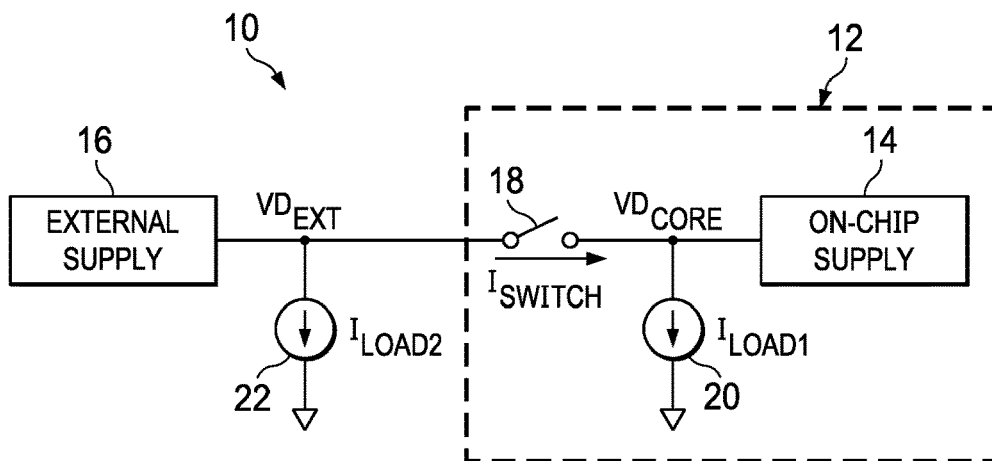 10
12
16
14
EXTERNAL
SUPPLY
VD_EXT
18
VD_CORE
ON-CHIP
SUPPLY
I_SWITCH
I_LOAD2
I_LOAD1
22
20